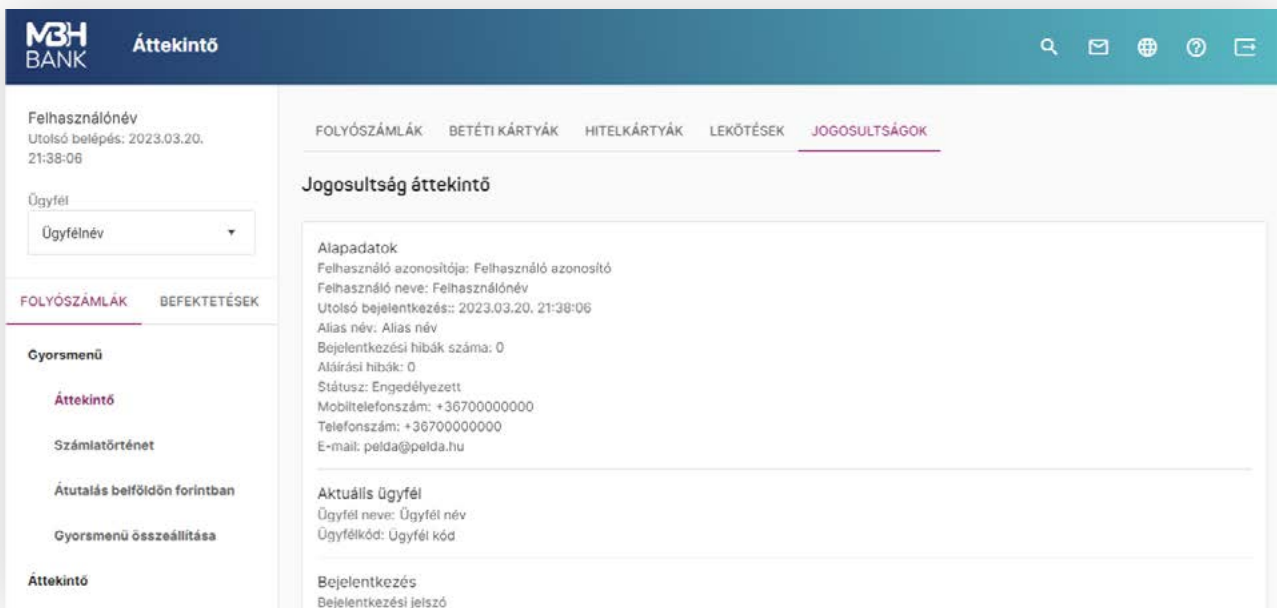 MBH
BANK
Áttekintő
Felhasználónév
Utolsó belépés: 2023.03.20.
21:38:06
Ügyfél
Ügyfélnév
FOLYÓSZÁMLÁK BEFEKTETÉSEK
Gyorsmenü
Áttekintő
Számlatörténet
Átutalás belföldön forintban
Gyorsmenü összeállítása
Áttekintő
FOLYÓSZÁMLÁK BETÉTI KÁRTYÁK HITELKÁRTYÁK LEKÖTÉSEK JOGOSULTSÁGOK
Jogosultság áttekintő
Alapadatok
Felhasználó azonosítója: Felhasználó azonosító
Felhasználó neve: Felhasználónév
Utolsó bejelentkezés:: 2023.03.20. 21:38:06
Alias név: Alias név
Bejelentkezési hibák száma: 0
Aláírási hibák: 0
Státusz: Engedélyezett
Mobiltelefonszám: +36700000000
Telefonszám: +36700000000
E-mail: pelda@pelda.hu
Aktuális ügyfél
Ügyfél neve: Ügyfél név
Ügyfélkód: Ügyfél kód
Bejelentkezés
Bejelentkezési jelszó